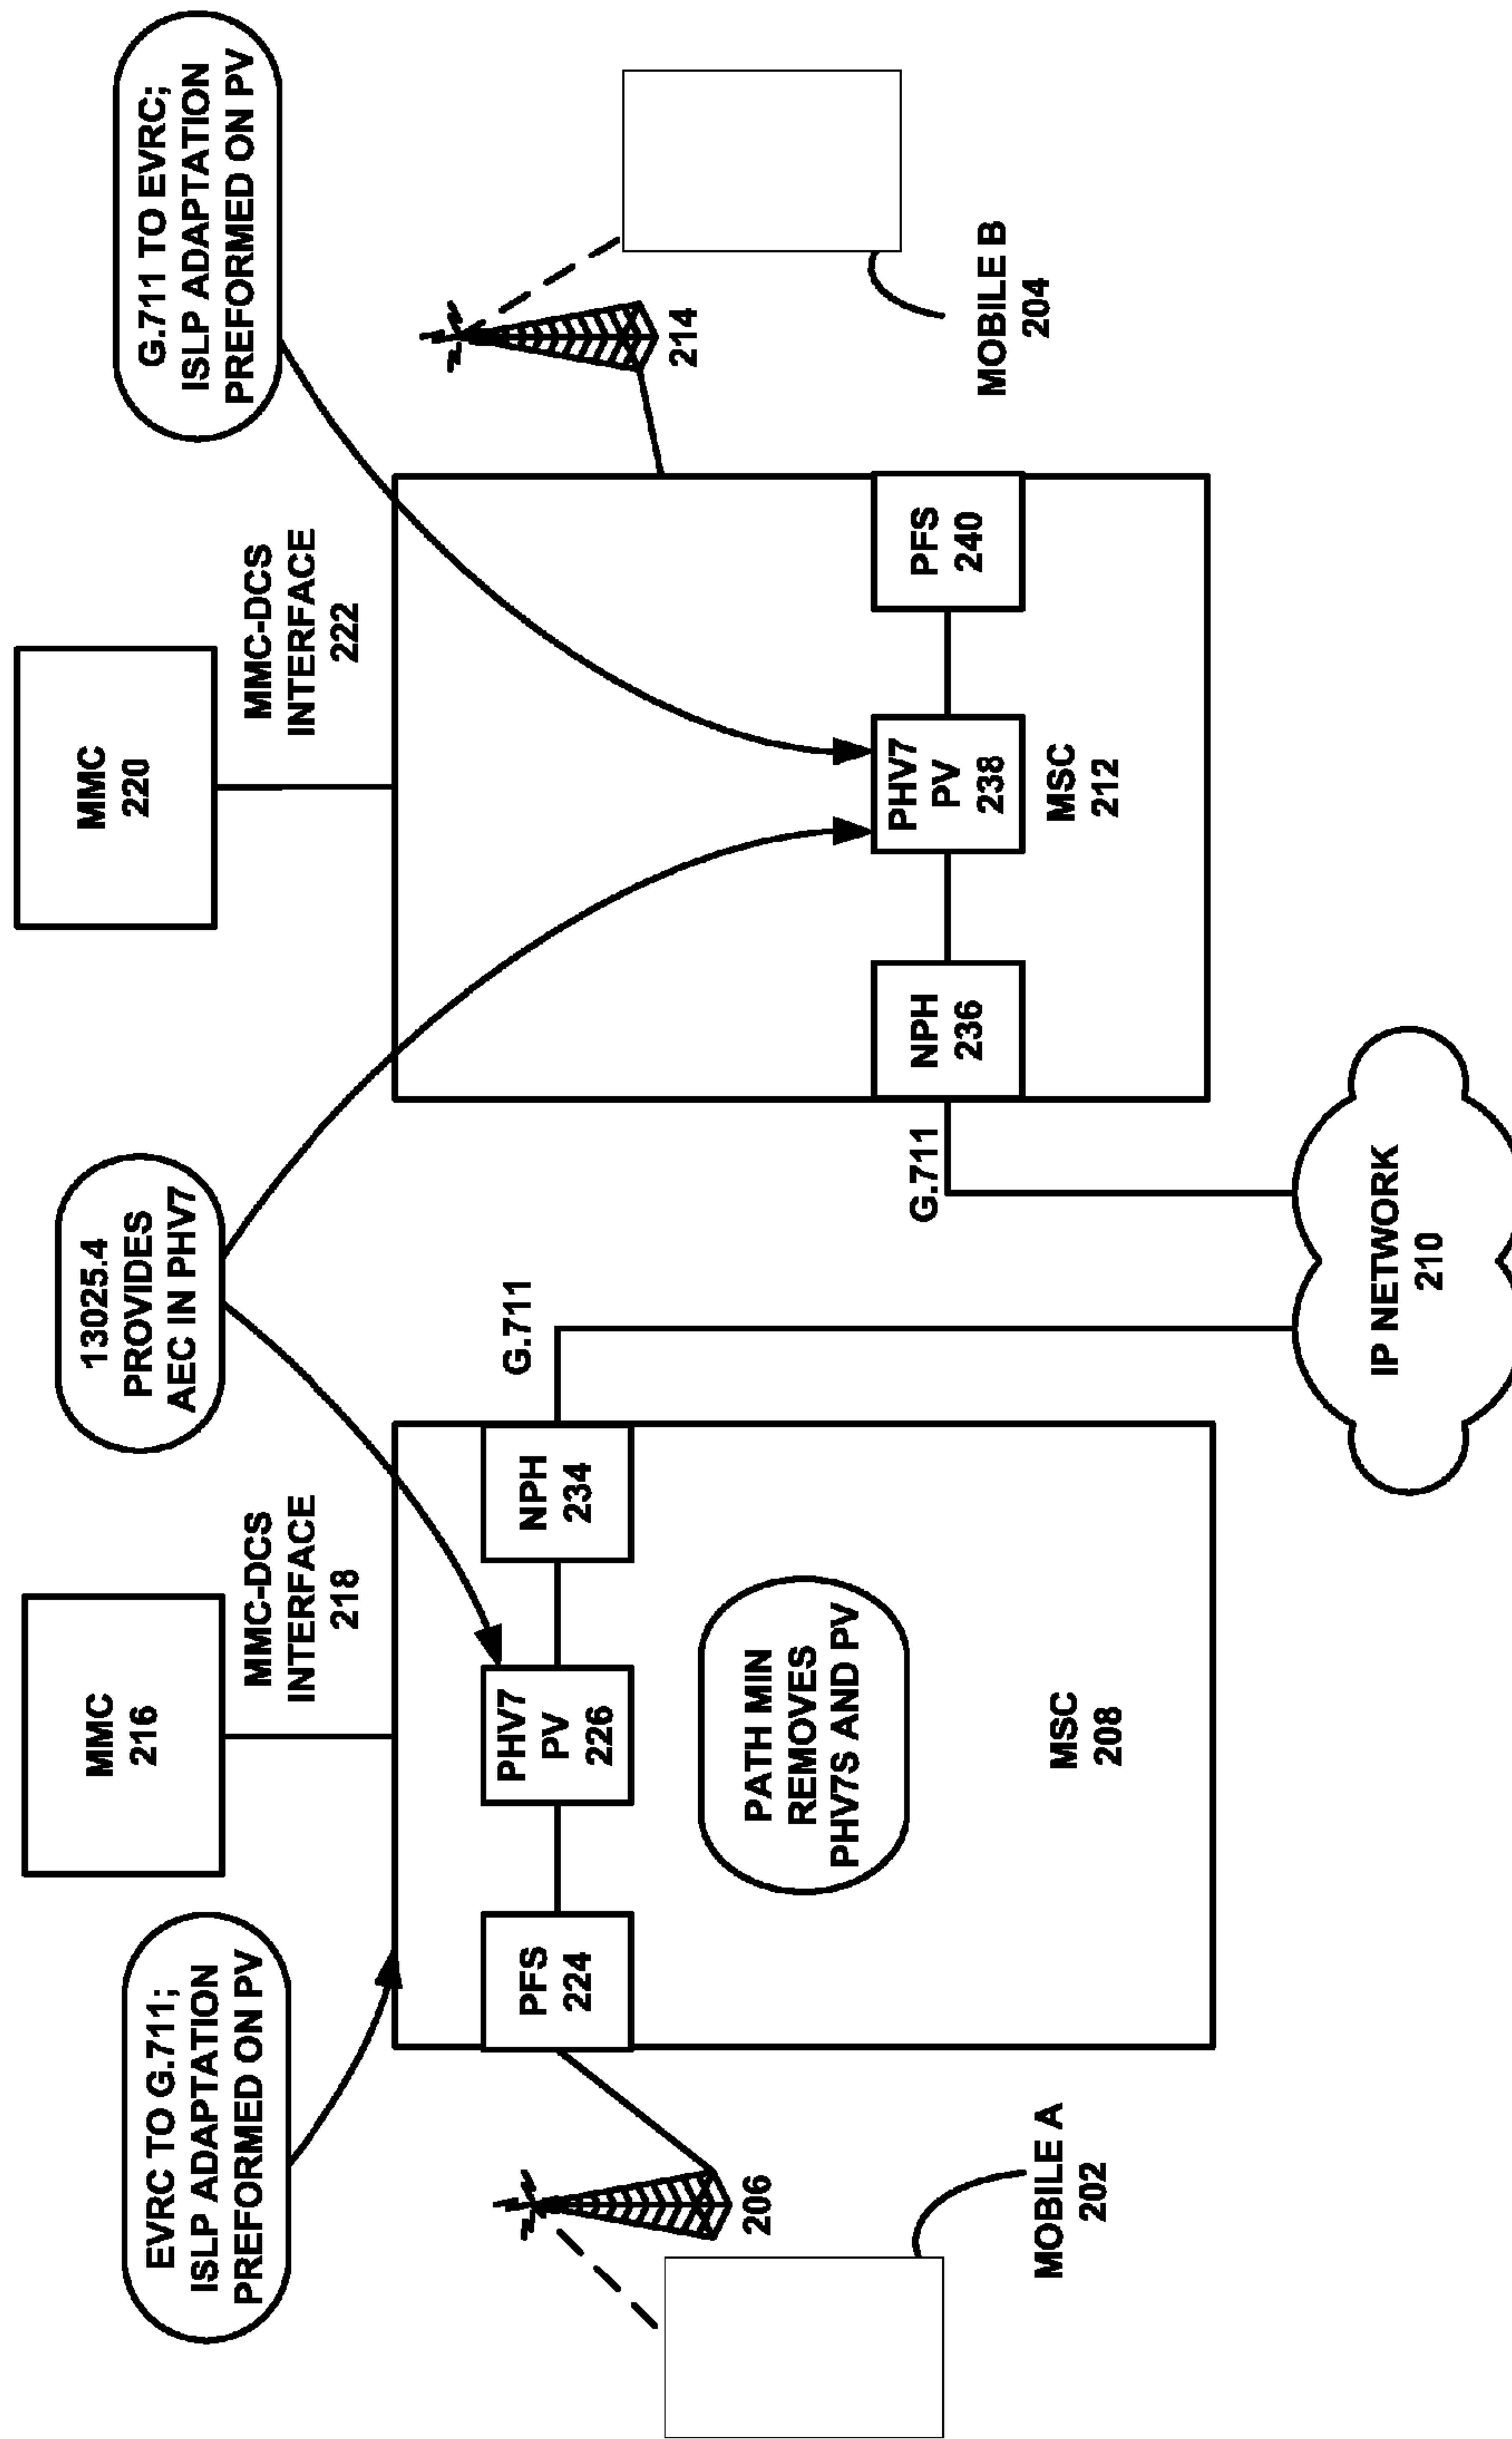 EVRC TO G.711;
ISLP ADAPTATION
PREFORMED ON PV
MMC
216
MMC-DCS
INTERFACE
218
13025.4
PROVIDES
AEC IN PHV7
MMC
220
MMC-DCS
INTERFACE
222
G.711 TO EVRC;
ISLP ADAPTATION
PREFORMED ON PV
206
MOBILE A
202
PFS
224
PHV7
PV
226
NPH
234
PATH MIN
REMOVES
PHV7S AND PV
MSC
208
G.711
G.711
IP NETWORK
210
NPH
236
PHV7
PV
238
PFS
240
MSC
212
214
MOBILE B
204